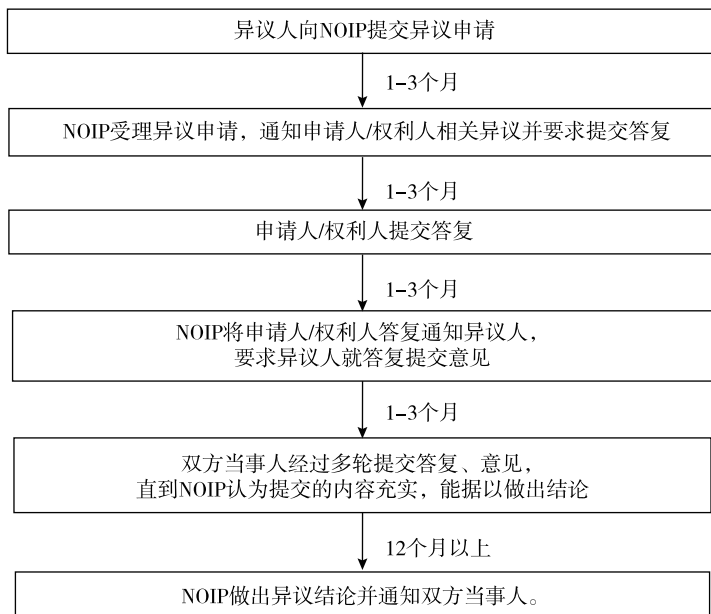 异议人向NOIP提交异议申请
1-3个月
NOIP受理异议申请，通知申请人/权利人相关异议并要求提交答复
1-3个月
申请人/权利人提交答复
1-3个月
NOIP将申请人/权利人答复通知异议人，
要求异议人就答复提交意见
1-3个月
双方当事人经过多轮提交答复、意见，
直到NOIP认为提交的内容充实，能据以做出结论
12个月以上
NOIP做出异议结论并通知双方当事人。